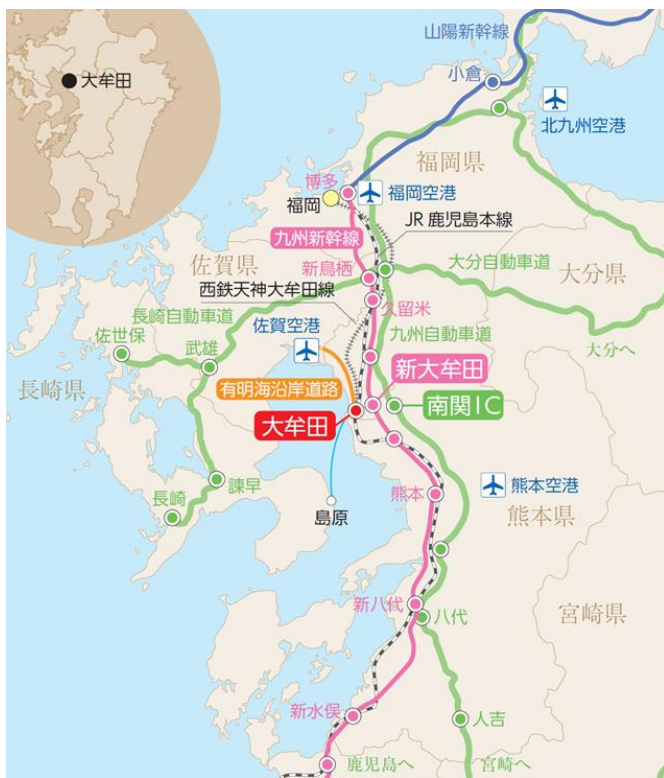 大牟田
山陽新幹線
小倉
北九州空港
福岡県
博多
福岡空港
福岡
JR 鹿児島本線
九州新幹線
佐賀県
新鳥栖
大分自動車道
大分県
西鉄天神大牟田線
久留米
長崎自動車道
佐賀空港
九州自動車道
大分へ
佐世保
武雄
新大牟田
長崎県
有明海沿岸道路
南関IC
大牟田
熊本
熊本空港
諫早
長崎
島原
熊本県
新八代
八代
宮崎県
新水俣
人吉
鹿児島へ
宮崎へ